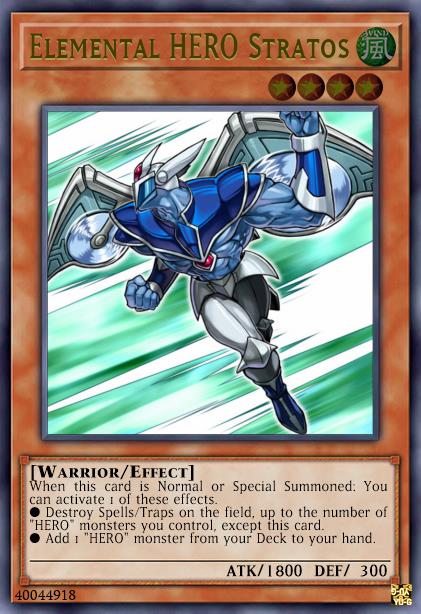 Elemental HERO Stratos
WIND
風
[Warrior/Effect]
When this card is Normal or Special Summoned: You
can activate 1 of these effects.
● Destroy Spells/Traps on the field, up to the number of
"HERO" monsters you control, except this card.
● Add 1 "HERO" monster from your Deck to your hand.
ATK/1800 DEF/ 300
40044918